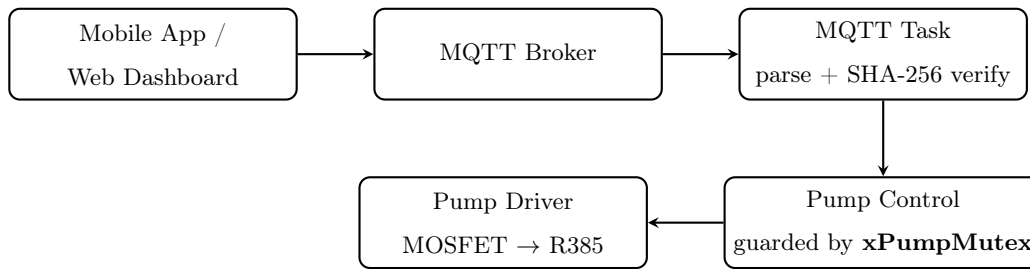 Mobile App /
Web Dashboard
MQTT Broker
MQTT Task
parse + SHA-256 verify
Pump Driver
MOSFET → R385
Pump Control
guarded by xPumpMutex